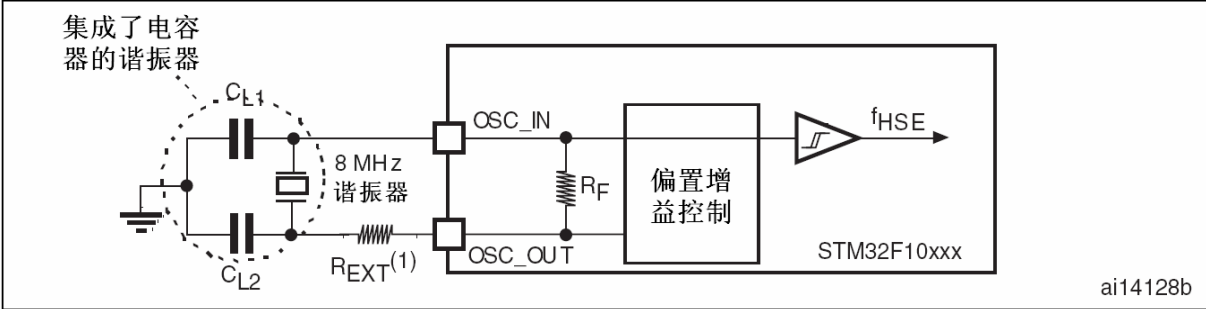 集成了电容
器的谐振器
CL1
OSC_IN
fHSE
8 MHz
谐振器
RF
偏置增
益控制
REXT(1)
OSC_OUT
STM32F10xxx
CL2
ai14128b